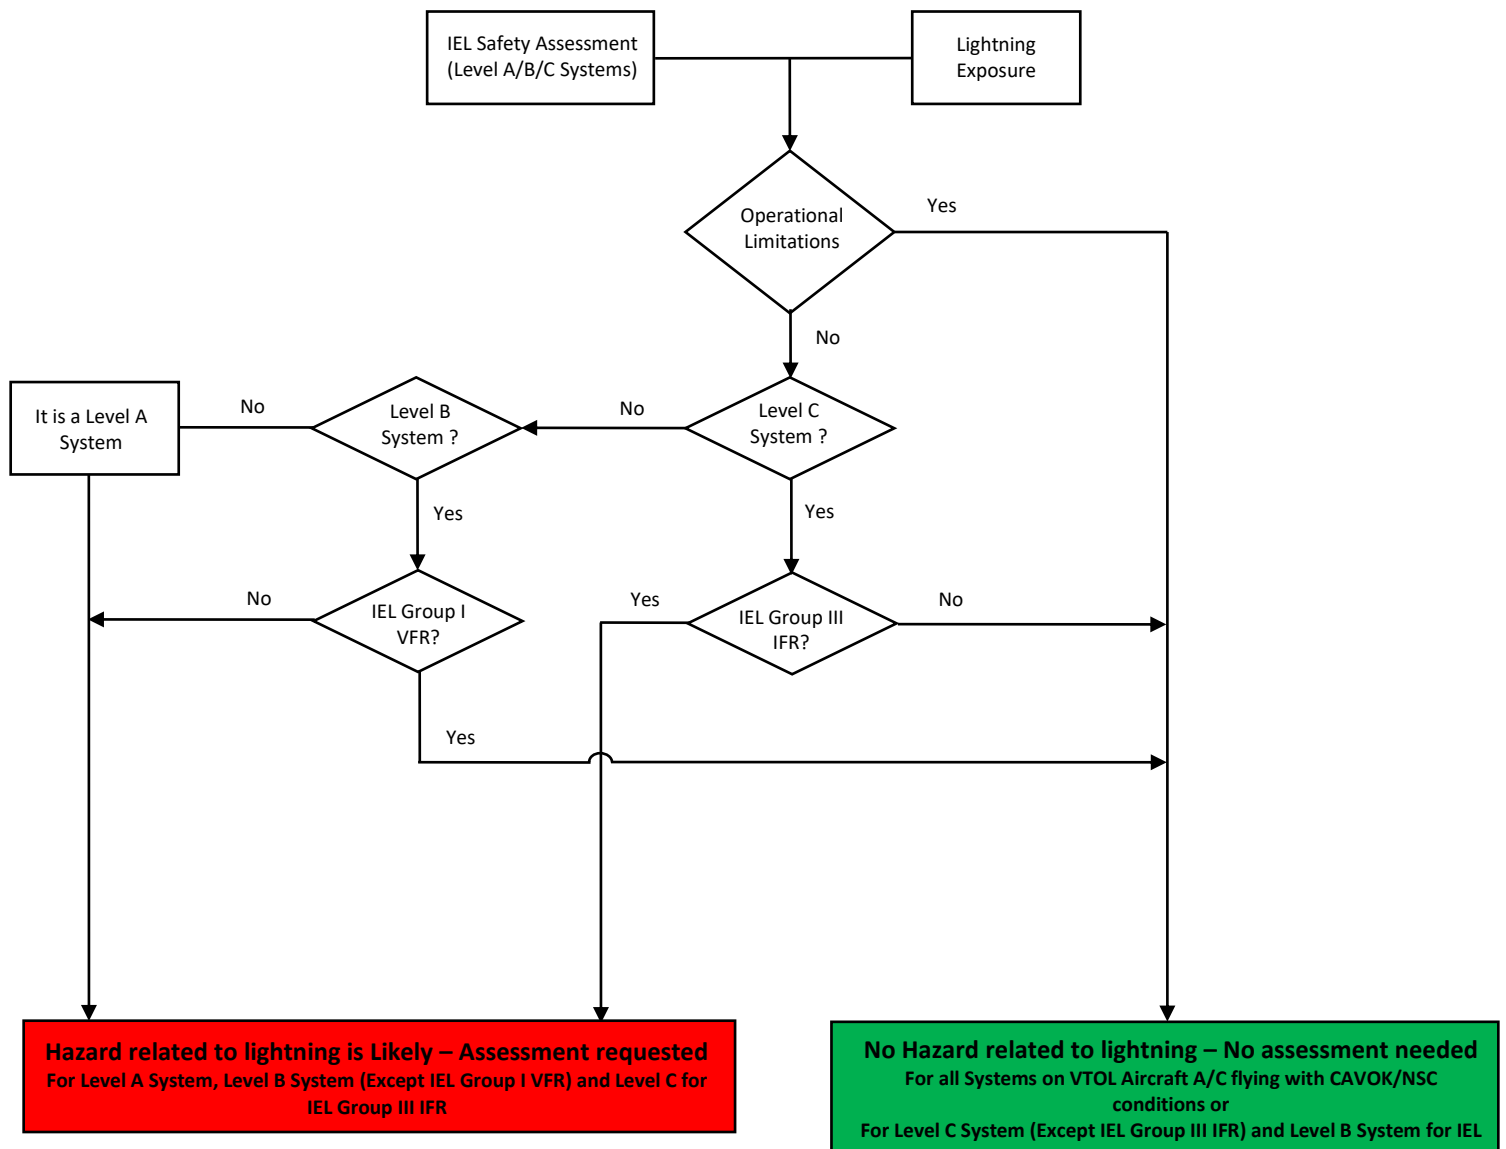 IEL Safety Assessment
(Level A/B/C Systems)
Lightning
Exposure
Operational
Limitations
Yes
No
It is a Level A
System
No
Level B
System ?
No
Level C
System ?
Yes
Yes
No
IEL Group I
VFR?
Yes
IEL Group III
IFR?
No
Yes
Hazard related to lightning is Likely – Assessment requested
For Level A System, Level B System (Except IEL Group I VFR) and Level C for
IEL Group III IFR
No Hazard related to lightning – No assessment needed
For all Systems on VTOL Aircraft A/C flying with CAVOK/NSC
conditions or
For Level C System (Except IEL Group III IFR) and Level B System for IEL